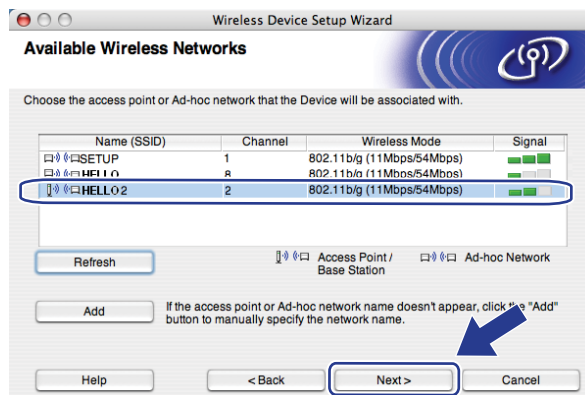 Wireless Device Setup Wizard
Available Wireless Networks
Choose the access point or Ad-hoc network that the Device will be associated with.
Name (SSID) Channel Wireless Mode Signal
SETUP 1 802.11b/g (11Mbps/54Mbps)
HELLO 8 802.11b/g (11Mbps/54Mbps)
HELLO2 2 802.11b/g (11Mbps/54Mbps)
Refresh
Access Point / Base Station
Ad-hoc Network
Add
If the access point or Ad-hoc network name doesn't appear, click the "Add"
button to manually specify the network name.
Help < Back Next > Cancel